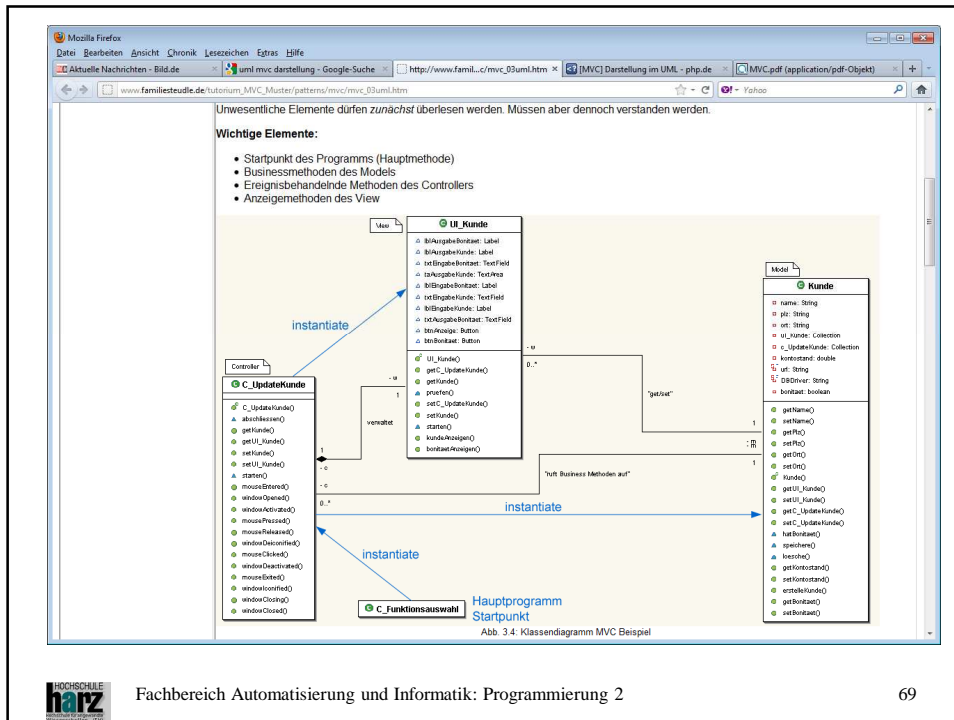 Mozilla Firefox
Datei Bearbeiten Ansicht Chronik Lesezeichen Extras Hilfe
Aktuelle Nachrichten - Bild.de
uml mvc darstellung - Google-Suche
http://www.famil...c/mvc_03uml.htm
[MVC] Darstellung im UML - php.de
MVC.pdf (application/pdf-Objekt)
www.familiesteudle.de/tutorium_MVC_Muster/patterns/mvc/mvc_03uml.htm
Yahoo
Unwesentliche Elemente dürfen zunächst überlesen werden. Müssen aber dennoch verstanden werden.
Wichtige Elemente:
• Startpunkt des Programms (Hauptmethode)
• Businessmethoden des Models
• Ereignisbehandelnde Methoden des Controllers
• Anzeigemethoden des View
View
UI_Kunde
lblAusgabeBonitaet: Label
lblAusgabeKunde: Label
txtEingabeBonitaet: TextField
taAusgabeKunde: TextArea
lblEingabeBonitaet: Label
txtEingabeKunde: TextField
lblEingabeKunde: Label
txtAusgabeBonitaet: TextField
btnAnzeige: Button
btnBonitaet: Button
UI_Kunde()
getC_UpdateKunde()
getKunde()
pruefen()
setC_UpdateKunde()
setKunde()
starten()
kundeAnzeigen()
bonitaetAnzeigen()
Model
Kunde
name: String
plz: String
ort: String
ui_Kunde: Collection
c_UpdateKunde: Collection
kontostand: double
url: String
DBDriver: String
bonitaet: boolean
getName()
setName()
getPlz()
setPlz()
getOrt()
setOrt()
Kunde()
getUI_Kunde()
setUI_Kunde()
getC_UpdateKunde()
setC_UpdateKunde()
hatBonitaet()
speichere()
loesche()
getKontostand()
setKontostand()
erstelleKunde()
getBonitaet()
setBonitaet()
instantiate
Controller
C_UpdateKunde
C_UpdateKunde()
abschliessen()
getKunde()
getUI_Kunde()
setKunde()
setUI_Kunde()
starten()
mouseEntered()
windowOpened()
windowActivated()
mousePressed()
mouseReleased()
windowDeiconified()
mouseClicked()
windowDeactivated()
mouseExited()
windowIconified()
windowClosing()
windowClosed()
- u
1
verwaltet
1
- c
- u
0..*
"get/set"
1
- c
0..*
"ruft Business Methoden auf"
1
instantiate
instantiate
C_Funktionsauswahl
Hauptprogramm
Startpunkt
Abb. 3.4: Klassendiagramm MVC Beispiel
HOCHSCHULE
harz
Fachbereich Automatisierung und Informatik: Programmierung 2
69